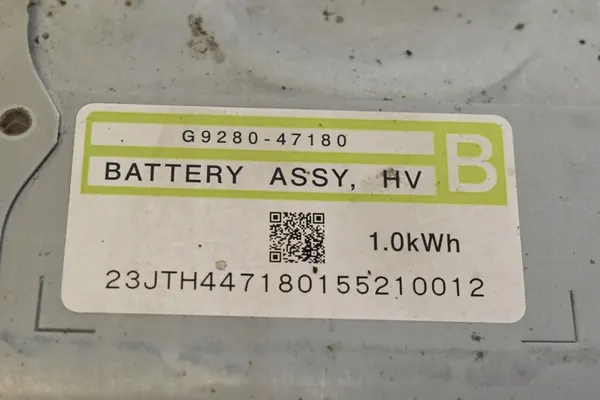 G9280-47180
B
BATTERY ASSY, HV
1.0kWh
23JTH447180155210012